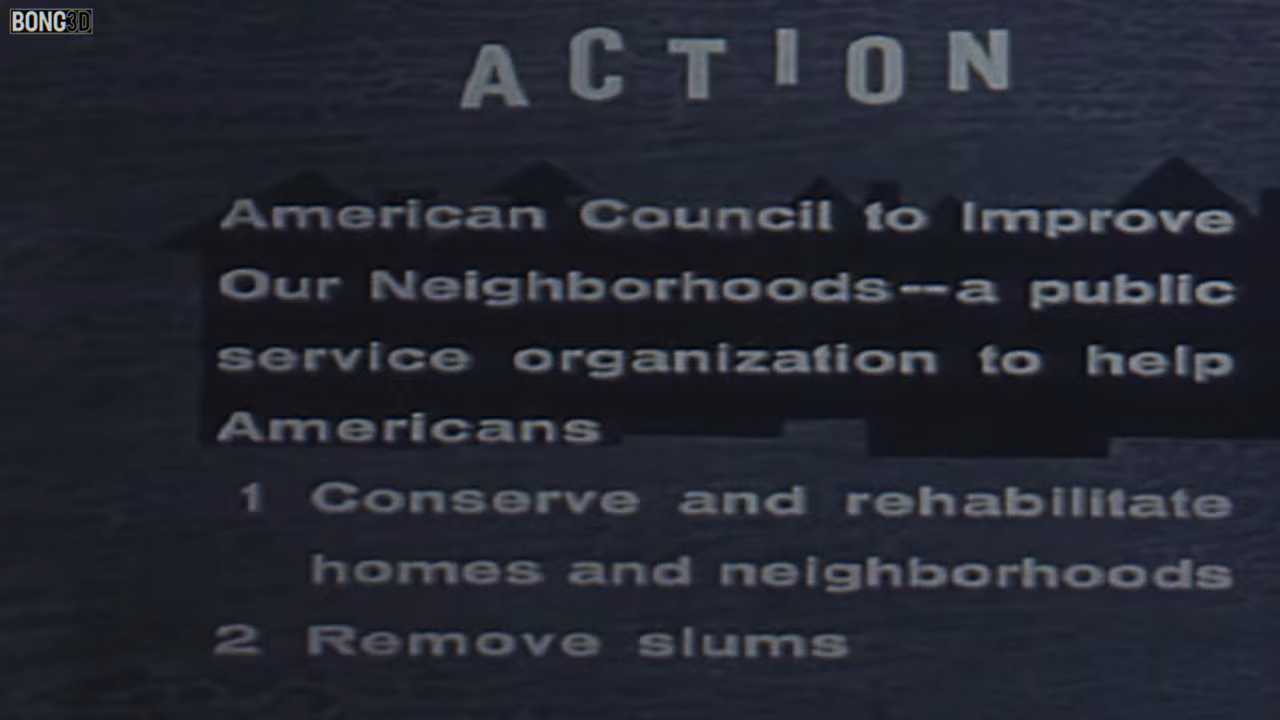 BONG3D
ACTION
American Council to Improve
Our Neighborhoods--a public
service organization to help
Americans
1 Conserve and rehabilitate
homes and neighborhoods
2 Remove slums